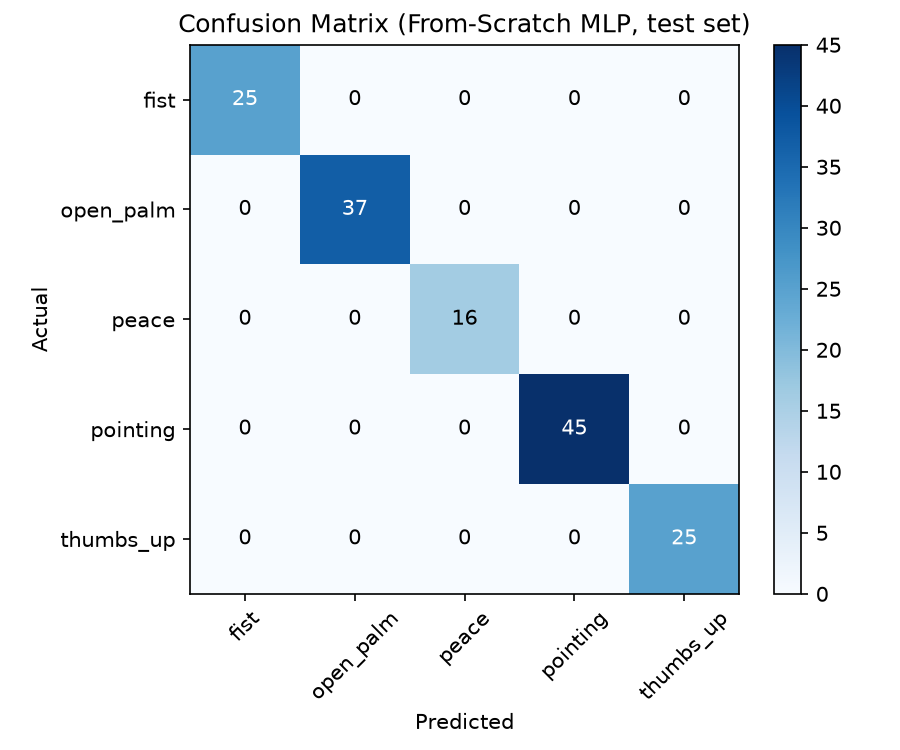 Confusion Matrix (From-Scratch MLP, test set)
Actual
fist 25 0 0 0 0
open_palm 0 37 0 0 0
peace 0 0 16 0 0
pointing 0 0 0 45 0
thumbs_up 0 0 0 0 25
fist open_palm peace pointing thumbs_up
Predicted
45
40
35
30
25
20
15
10
5
0